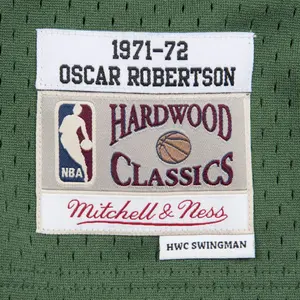 1971-72
OSCAR ROBERTSON
HARDWOOD
NBA
CLASSICS
Mitchell & Ness
HWC SWINGMAN